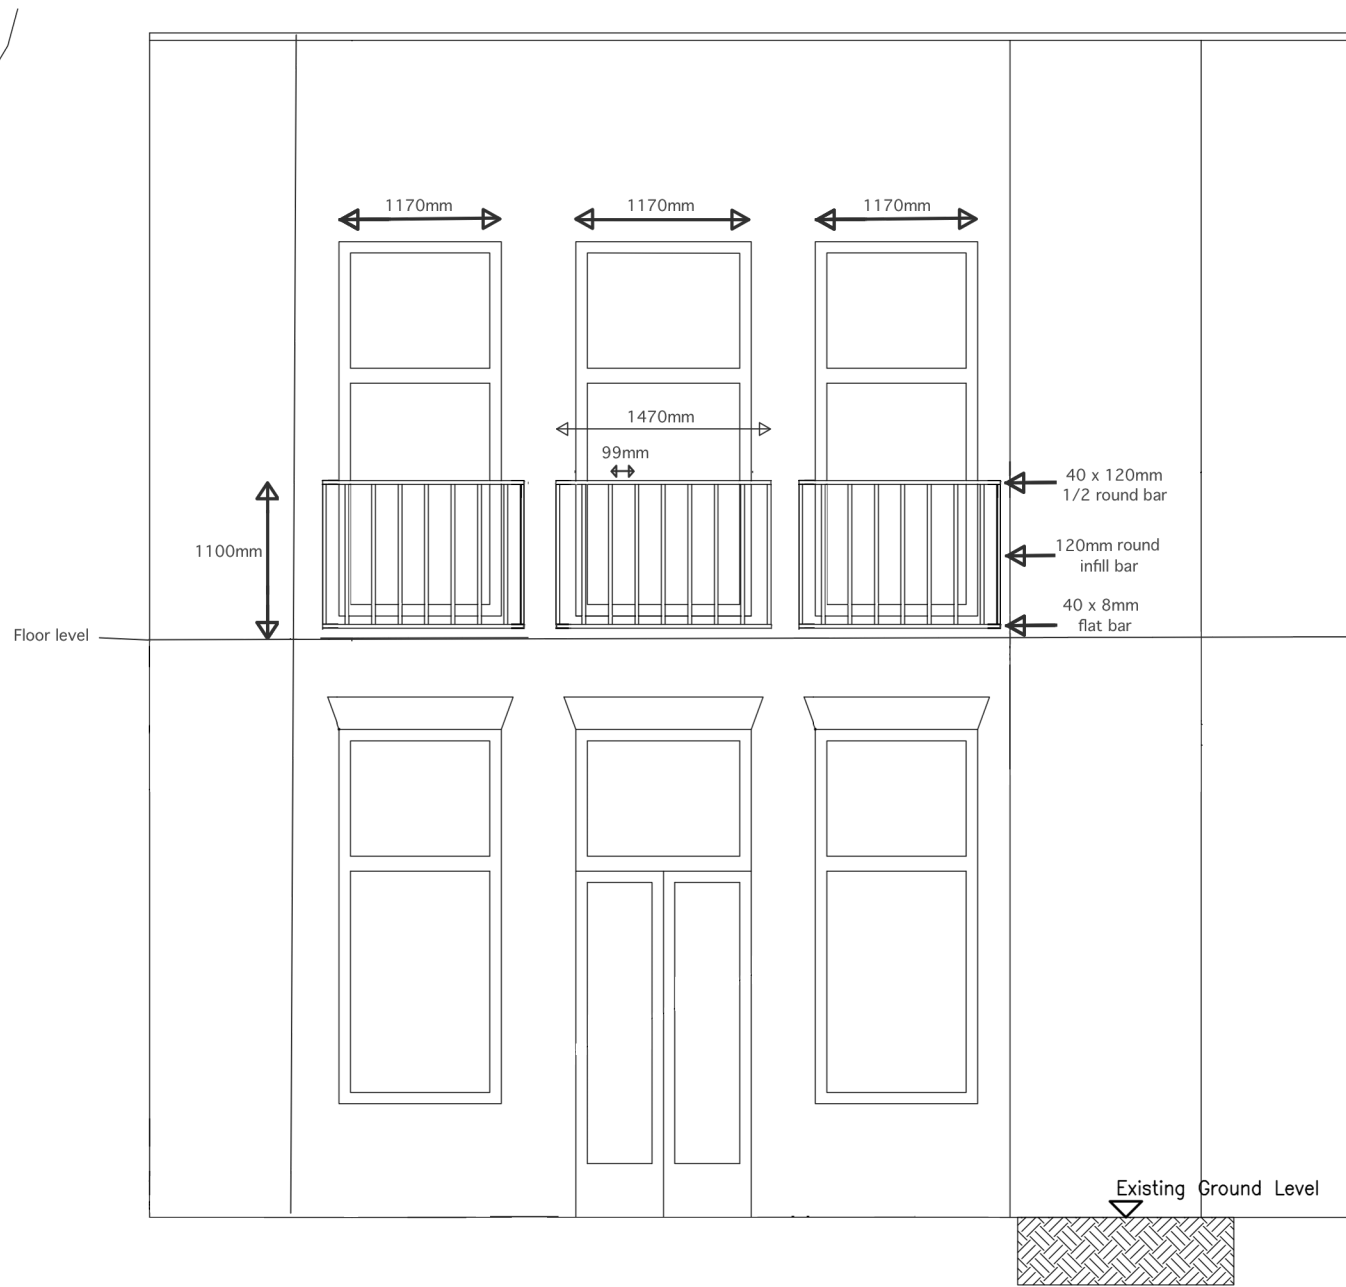 1170mm
1170mm
1170mm
1470mm
99mm
40 x 120mm
1/2 round bar
1100mm
120mm round
infill bar
40 x 8mm
flat bar
Floor level
Existing Ground Level